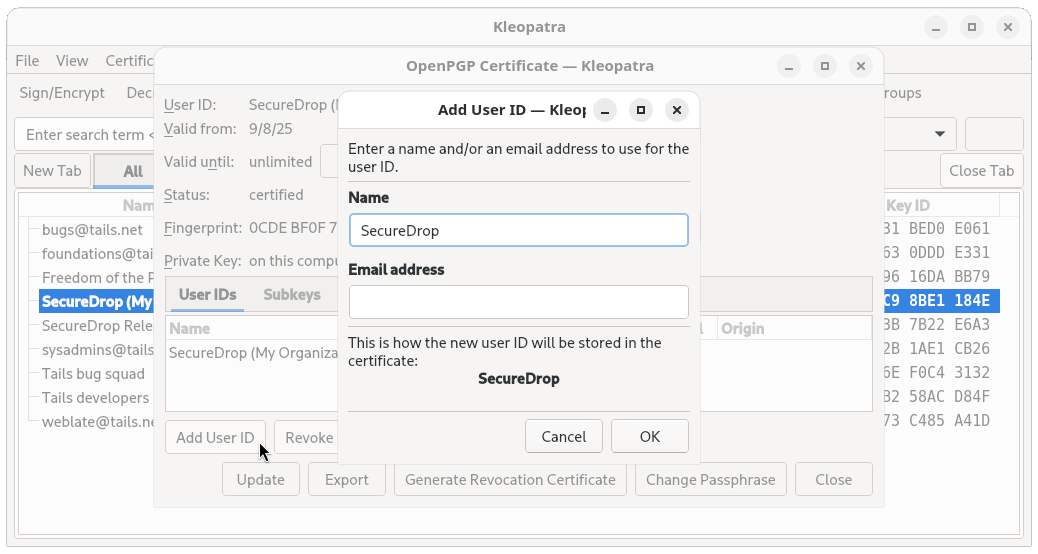 Kleopatra
File View Certific
OpenPGP Certificate — Kleopatra
Sign/Encrypt Dec
roups
User ID: SecureDrop (
Add User ID — Kleop
Valid from: 9/8/25
Enter search term <
Enter a name and/or an email address to use for the
user ID.
Valid until: unlimited
New Tab All
Close Tab
Status: certified
Name
Nam
Key ID
Fingerprint: 0CDE BF0F 7
SecureDrop
bugs@tails.net
31 BED0 E061
foundations@tai
63 0DDD E331
Private Key: on this compu
Email address
Freedom of the P
96 16DA BB79
User IDs Subkeys
SecureDrop (My
C9 8BE1 184E
SecureDrop Rele
3B 7B22 E6A3
Name
Origin
This is how the new user ID will be stored in the
certificate:
sysadmins@tails
2B 1AE1 CB26
SecureDrop (My Organiza
Tails bug squad
6E F0C4 3132
SecureDrop
Tails developers
B2 58AC D84F
weblate@tails.ne
73 C485 A41D
Add User ID Revoke
Cancel OK
Update Export Generate Revocation Certificate Change Passphrase Close